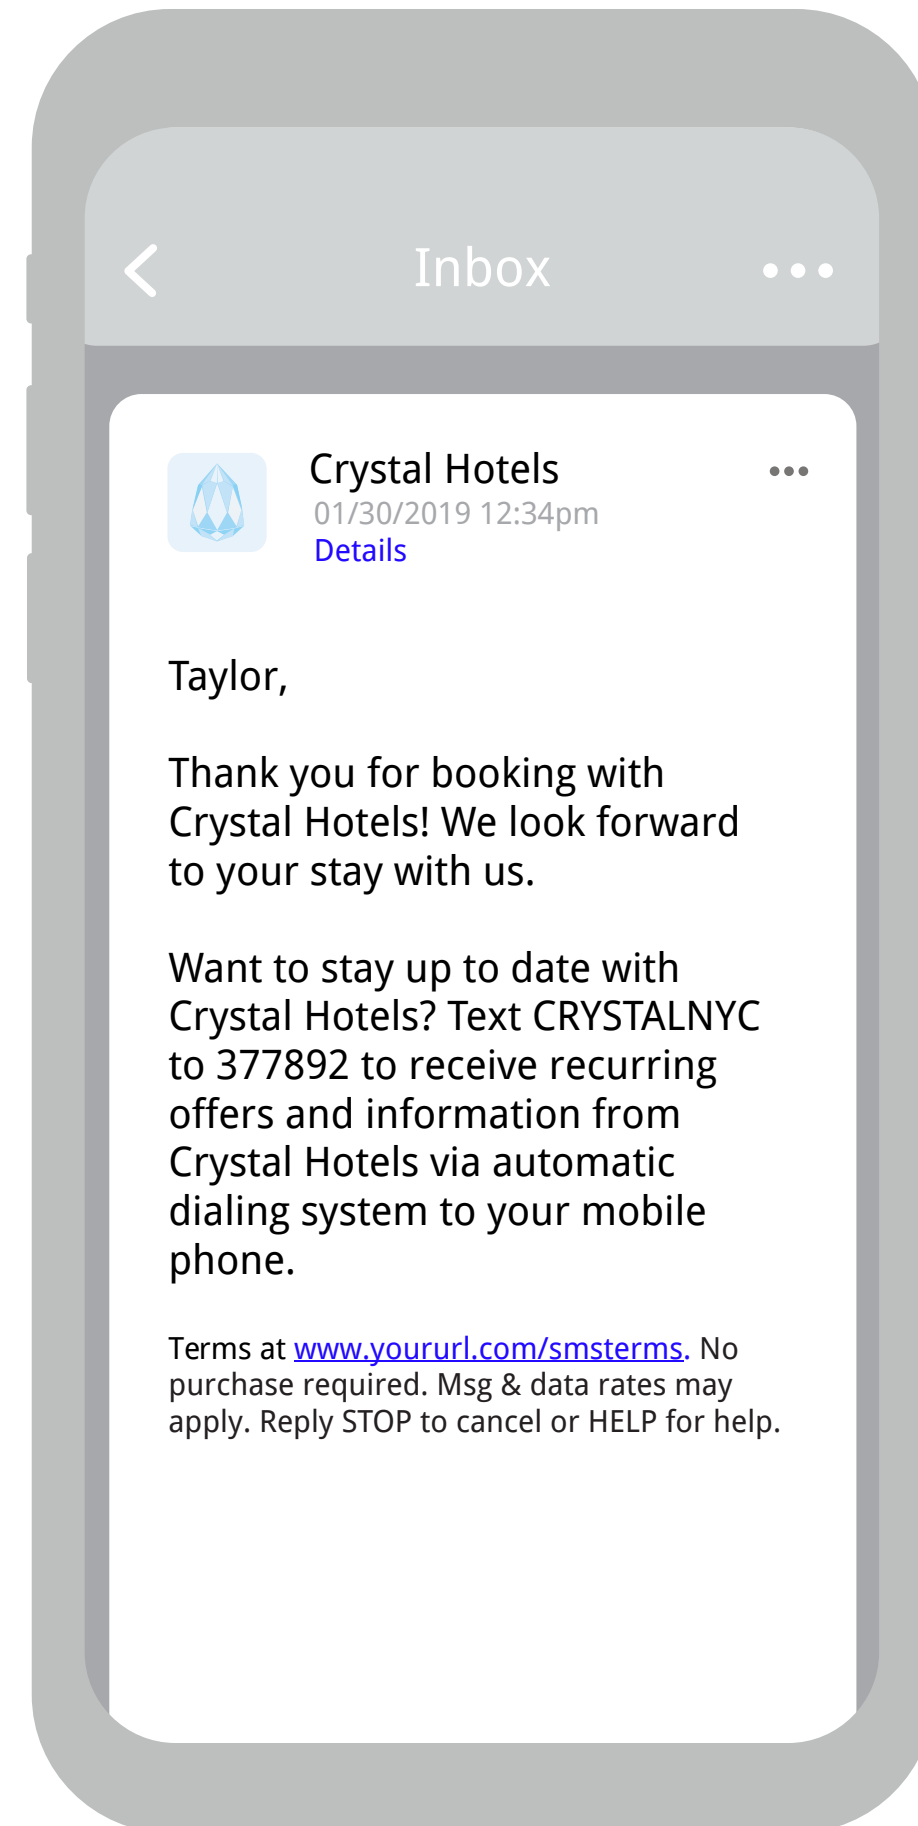 Inbox
Crystal Hotels
01/30/2019 12:34pm
Details
Taylor,
Thank you for booking with
Crystal Hotels! We look forward
to your stay with us.
Want to stay up to date with
Crystal Hotels? Text CRYSTALNYC
to 377892 to receive recurring
offers and information from
Crystal Hotels via automatic
dialing system to your mobile
phone.
Terms at www.yoururl.com/smsterms. No
purchase required. Msg & data rates may
apply. Reply STOP to cancel or HELP for help.